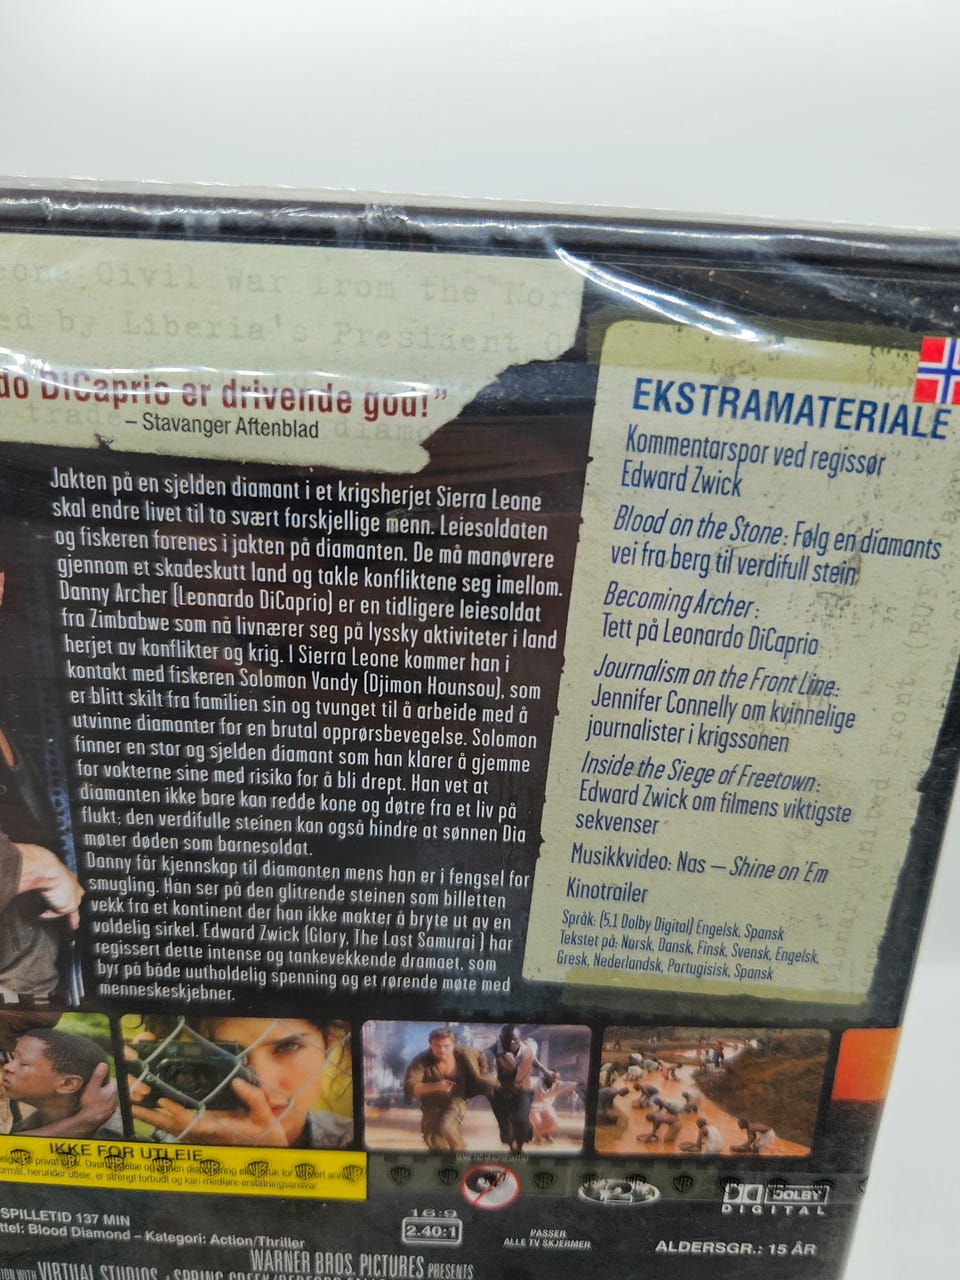 Civil War from the Nor
ed by Liberia's President
do DiCaprio er drivende god!”
– Stavanger Aftenblad
Jakten på en sjelden diamant i et krigsherjet Sierra Leone
skal endre livet til to svært forskjellige menn. Leiesoldaten
og fiskeren forenes i jakten på diamanten. De må manøvrere
gjennom et skadeskutt land og takle konfliktene seg imellom.
Danny Archer (Leonardo DiCaprio) er en tidligere leiesoldat
fra Zimbabwe som nå livnærer seg på lyssky aktiviteter i land
herjet av konflikter og krig. I Sierra Leone kommer han i
kontakt med fiskeren Solomon Vandy (Djimon Hounsou), som
er blitt skilt fra familien sin og tvunget til å arbeide med å
utvinne diamanter for en brutal opprørsbevegelse. Solomon
finner en stor og sjelden diamant som han klarer å gjemme
for vokterne sine med risiko for å bli drept. Han vet at
diamanten ikke bare kan redde kone og døtre fra et liv på
flukt; den verdifulle steinen kan også hindre at sønnen Dia
møter døden som barnesoldat.
Danny får kjennskap til diamanten mens han er i fengsel for
smugling. Han ser på den glitrende steinen som billetten
vekk fra et kontinent der han ikke makter å bryte ut av en
voldelig sirkel. Edward Zwick (Glory, The Last Samurai ) har
regissert dette intense og tankevekkende dramaet, som
byr på både uutholdelig spenning og et rørende møte med
menneskeskjebner.
EKSTRAMATERIALE
Kommentarspor ved regissør
Edward Zwick
Blood on the Stone: Følg en diamants
vei fra berg til verdifull stein
Becoming Archer:
Tett på Leonardo DiCaprio
Journalism on the Front Line:
Jennifer Connelly om kvinnelige
journalister i krigssonen
Inside the Siege of Freetown:
Edward Zwick om filmens viktigste
sekvenser
Musikkvideo: Nas – Shine on 'Em
Kinotrailer
Språk: (5.1 Dolby Digital) Engelsk, Spansk
Tekstet på: Norsk, Dansk, Finsk, Svensk, Engelsk,
Gresk, Nederlandsk, Portugisisk, Spansk
United Front (RUF)
IKKE FOR UTLEIE
herunder utleie, er strengt forbudt og kan medføre erstatningsansvar.
SPILLETID 137 MIN
ttel: Blood Diamond – Kategori: Action/Thriller
16:9
2.40:1
PASSER
ALLE TV SKJERMER
2
DOLBY
DIGITAL
ALDERSGR.: 15 ÅR
WARNER BROS. PICTURES PRESENTS
VIRTUAL STUDIOS